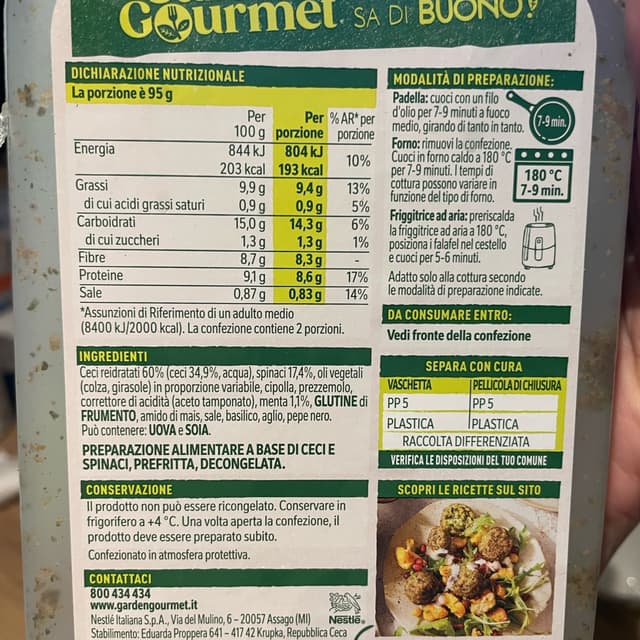 Gourmet
SA DI BUONO!
DICHIARAZIONE NUTRIZIONALE
La porzione è 95 g
Per 100 g Per porzione % AR* per porzione
Energia 844 kJ 804 kJ 10%
203 kcal 193 kcal
Grassi 9,9 g 9,4 g 13%
di cui acidi grassi saturi 0,9 g 0,9 g 5%
Carboidrati 15,0 g 14,3 g 6%
di cui zuccheri 1,3 g 1,3 g 1%
Fibre 8,7 g 8,3 g -
Proteine 9,1 g 8,6 g 17%
Sale 0,87 g 0,83 g 14%
*Assunzioni di Riferimento di un adulto medio
(8400 kJ/2000 kcal). La confezione contiene 2 porzioni.
INGREDIENTI
Ceci reidratati 60% (ceci 34,9%, acqua), spinaci 17,4%, oli vegetali
(colza, girasole) in proporzione variabile, cipolla, prezzemolo,
correttore di acidità (aceto tamponato), menta 1,1%, GLUTINE di
FRUMENTO, amido di mais, sale, basilico, aglio, pepe nero.
Può contenere: UOVA e SOIA.
PREPARAZIONE ALIMENTARE A BASE DI CECI E
SPINACI, PREFRITTA, DECONGELATA.
CONSERVAZIONE
Il prodotto non può essere ricongelato. Conservare in
frigorifero a +4 °C. Una volta aperta la confezione, il
prodotto deve essere preparato subito.
Confezionato in atmosfera protettiva.
CONTATTACI
800 434 434
www.gardengourmet.it
Nestlé Italiana S.p.A., Via del Mulino, 6 – 20057 Assago (MI)
Stabilimento: Eduarda Proppera 641 – 417 42 Krupka, Repubblica Ceca
Nestlé
MODALITÀ DI PREPARAZIONE:
Padella: cuoci con un filo
d'olio per 7-9 minuti a fuoco
medio, girando di tanto in tanto.
7-9 min.
Forno: rimuovi la confezione.
Cuoci in forno caldo a 180 °C
per 7-9 minuti. I tempi di
cottura possono variare in
funzione del tipo di forno.
180 °C
7-9 min.
Friggitrice ad aria: preriscalda
la friggitrice ad aria a 180 °C,
posiziona i falafel nel cestello
e cuoci per 5-6 minuti.
Adatto solo alla cottura secondo
le modalità di preparazione indicate.
DA CONSUMARE ENTRO:
Vedi fronte della confezione
SEPARA CON CURA
VASCHETTA PELLICOLA DI CHIUSURA
PP 5 PP 5
PLASTICA PLASTICA
RACCOLTA DIFFERENZIATA
VERIFICA LE DISPOSIZIONI DEL TUO COMUNE
SCOPRI LE RICETTE SUL SITO